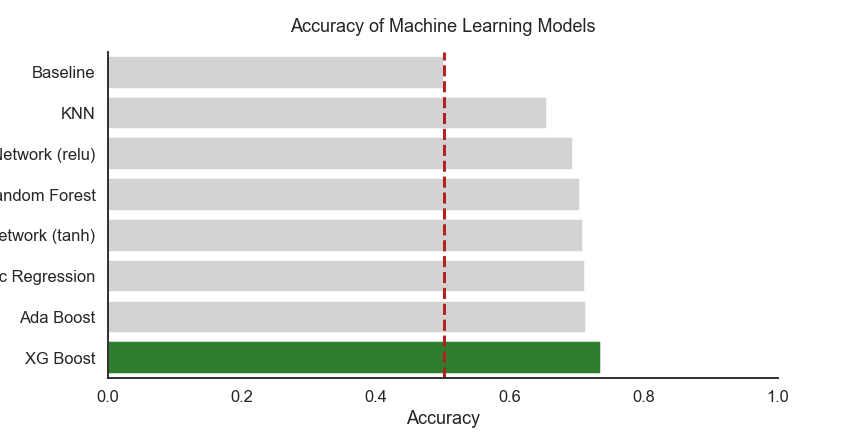 Accuracy of Machine Learning Models
Baseline
KNN
Network (relu)
andom Forest
etwork (tanh)
c Regression
Ada Boost
XG Boost
0.0 0.2 0.4 0.6 0.8 1.0
Accuracy